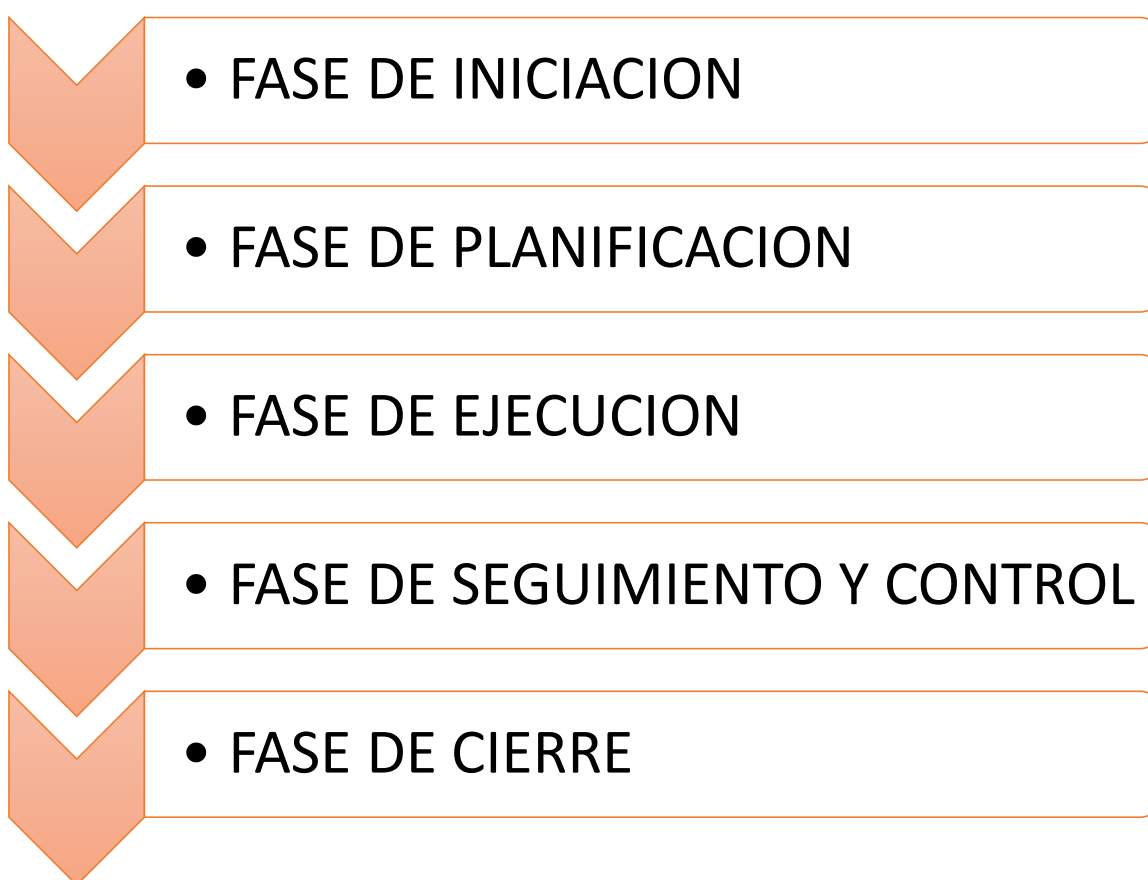 • FASE DE INICIACION
• FASE DE PLANIFICACION
• FASE DE EJECUCION
• FASE DE SEGUIMIENTO Y CONTROL
• FASE DE CIERRE